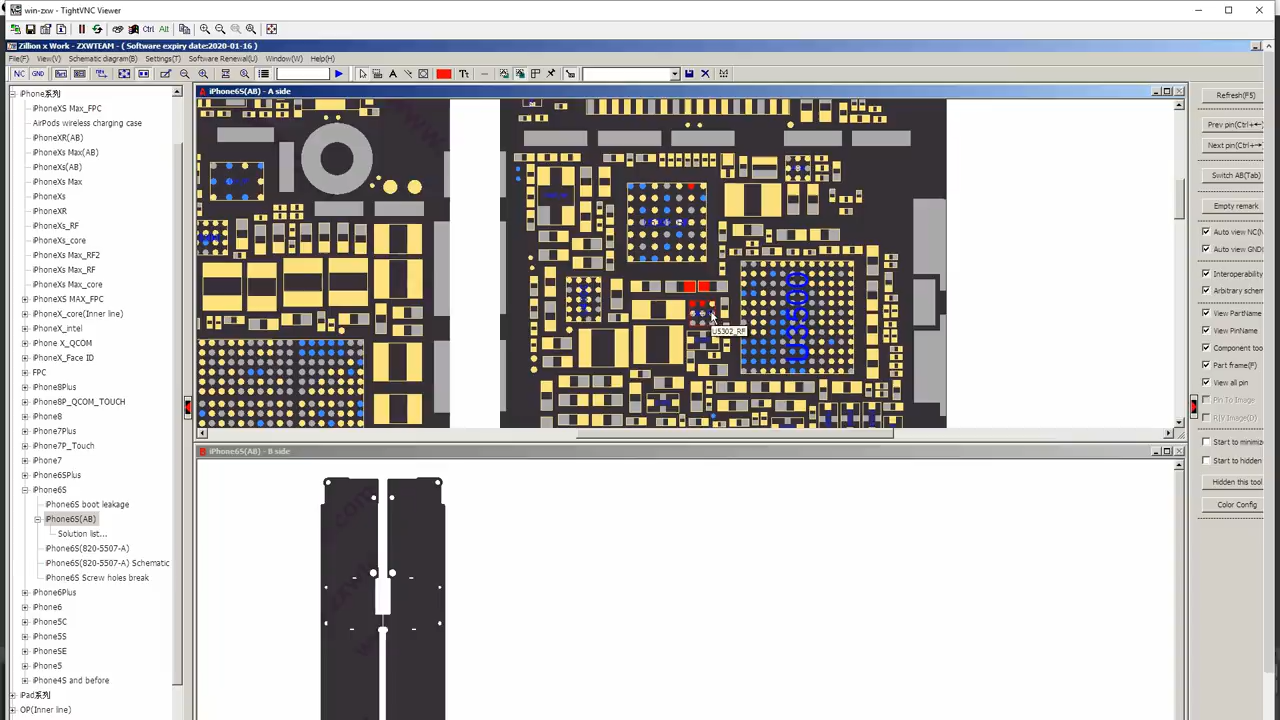 win-zxw - TightVNC Viewer
Ctrl Alt
Zillion x Work - ZXWTEAM - ( Software expiry date:2020-01-16 )
File(F) View(V) Schematic diagram(B) Settings(T) Software Renewal(U) Window(W) Help(H)
NC GND
iPhone系列
iPhoneXS Max_FPC
AirPods wireless charging case
iPhoneXR(AB)
iPhoneXs Max(AB)
iPhoneXs(AB)
iPhoneXs Max
iPhoneXs
iPhoneXR
iPhoneXs_RF
iPhoneXs_core
iPhoneXs Max_RF2
iPhoneXs Max_RF
iPhoneXs Max_core
iPhoneXS MAX_FPC
iPhoneX_core(Inner line)
iPhoneX_intel
iPhone X_QCOM
iPhoneX_Face ID
FPC
iPhone8Plus
iPhone8P_QCOM_TOUCH
iPhone8
iPhone7Plus
iPhone7P_Touch
iPhone7
iPhone6SPlus
iPhone6S
iPhone6S boot leakage
iPhone6S(AB)
Solution list...
iPhone6S(820-5507-A)
iPhone6S(820-5507-A) Schematic
iPhone6S Screw holes break
iPhone6Plus
iPhone6
iPhone5C
iPhone5S
iPhone5E
iPhone5
iPhone4S and before
iPad系列
OP(Inner line)
iPhone6S(AB) - A side
U5302_RF
iPhone6S(AB) - B side
Refresh(F5)
Prev pin(Ctrl+←)
Next pin(Ctrl+→)
Switch AB(Tab)
Empty remark
Auto view NC(N
Auto view GND(
Interoperability
Arbitrary schem
View PartName
View PinName
Component too
Part frame(F)
View all pin
Pin To Image
R|V Image(D)
Start to minimiz
Start to hidden
Hidden this tool
Color Config